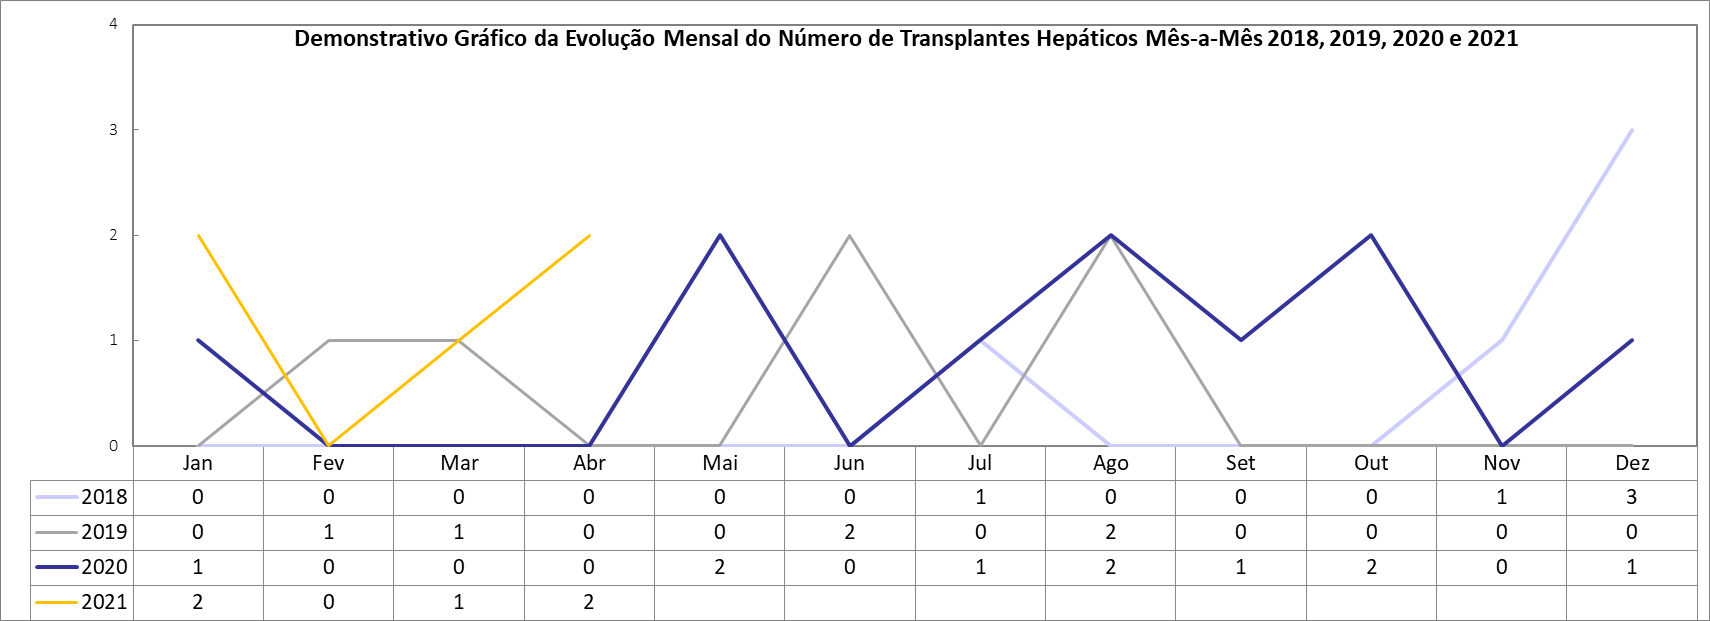 Demonstrativo Gráfico da Evolução Mensal do Número de Transplantes Hepáticos Mês-a-Mês 2018, 2019, 2020 e 2021
4
3
2
1
0
Jan Fev Mar Abr Mai Jun Jul Ago Set Out Nov Dez
2018 0 0 0 0 0 0 1 0 0 0 1 3
2019 0 1 1 0 0 2 0 2 0 0 0 0
2020 1 0 0 0 2 0 1 2 1 2 0 1
2021 2 0 1 2